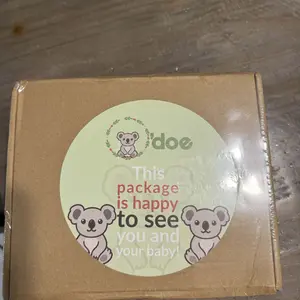 doe
This
package
is happy
to see
you and
your baby!